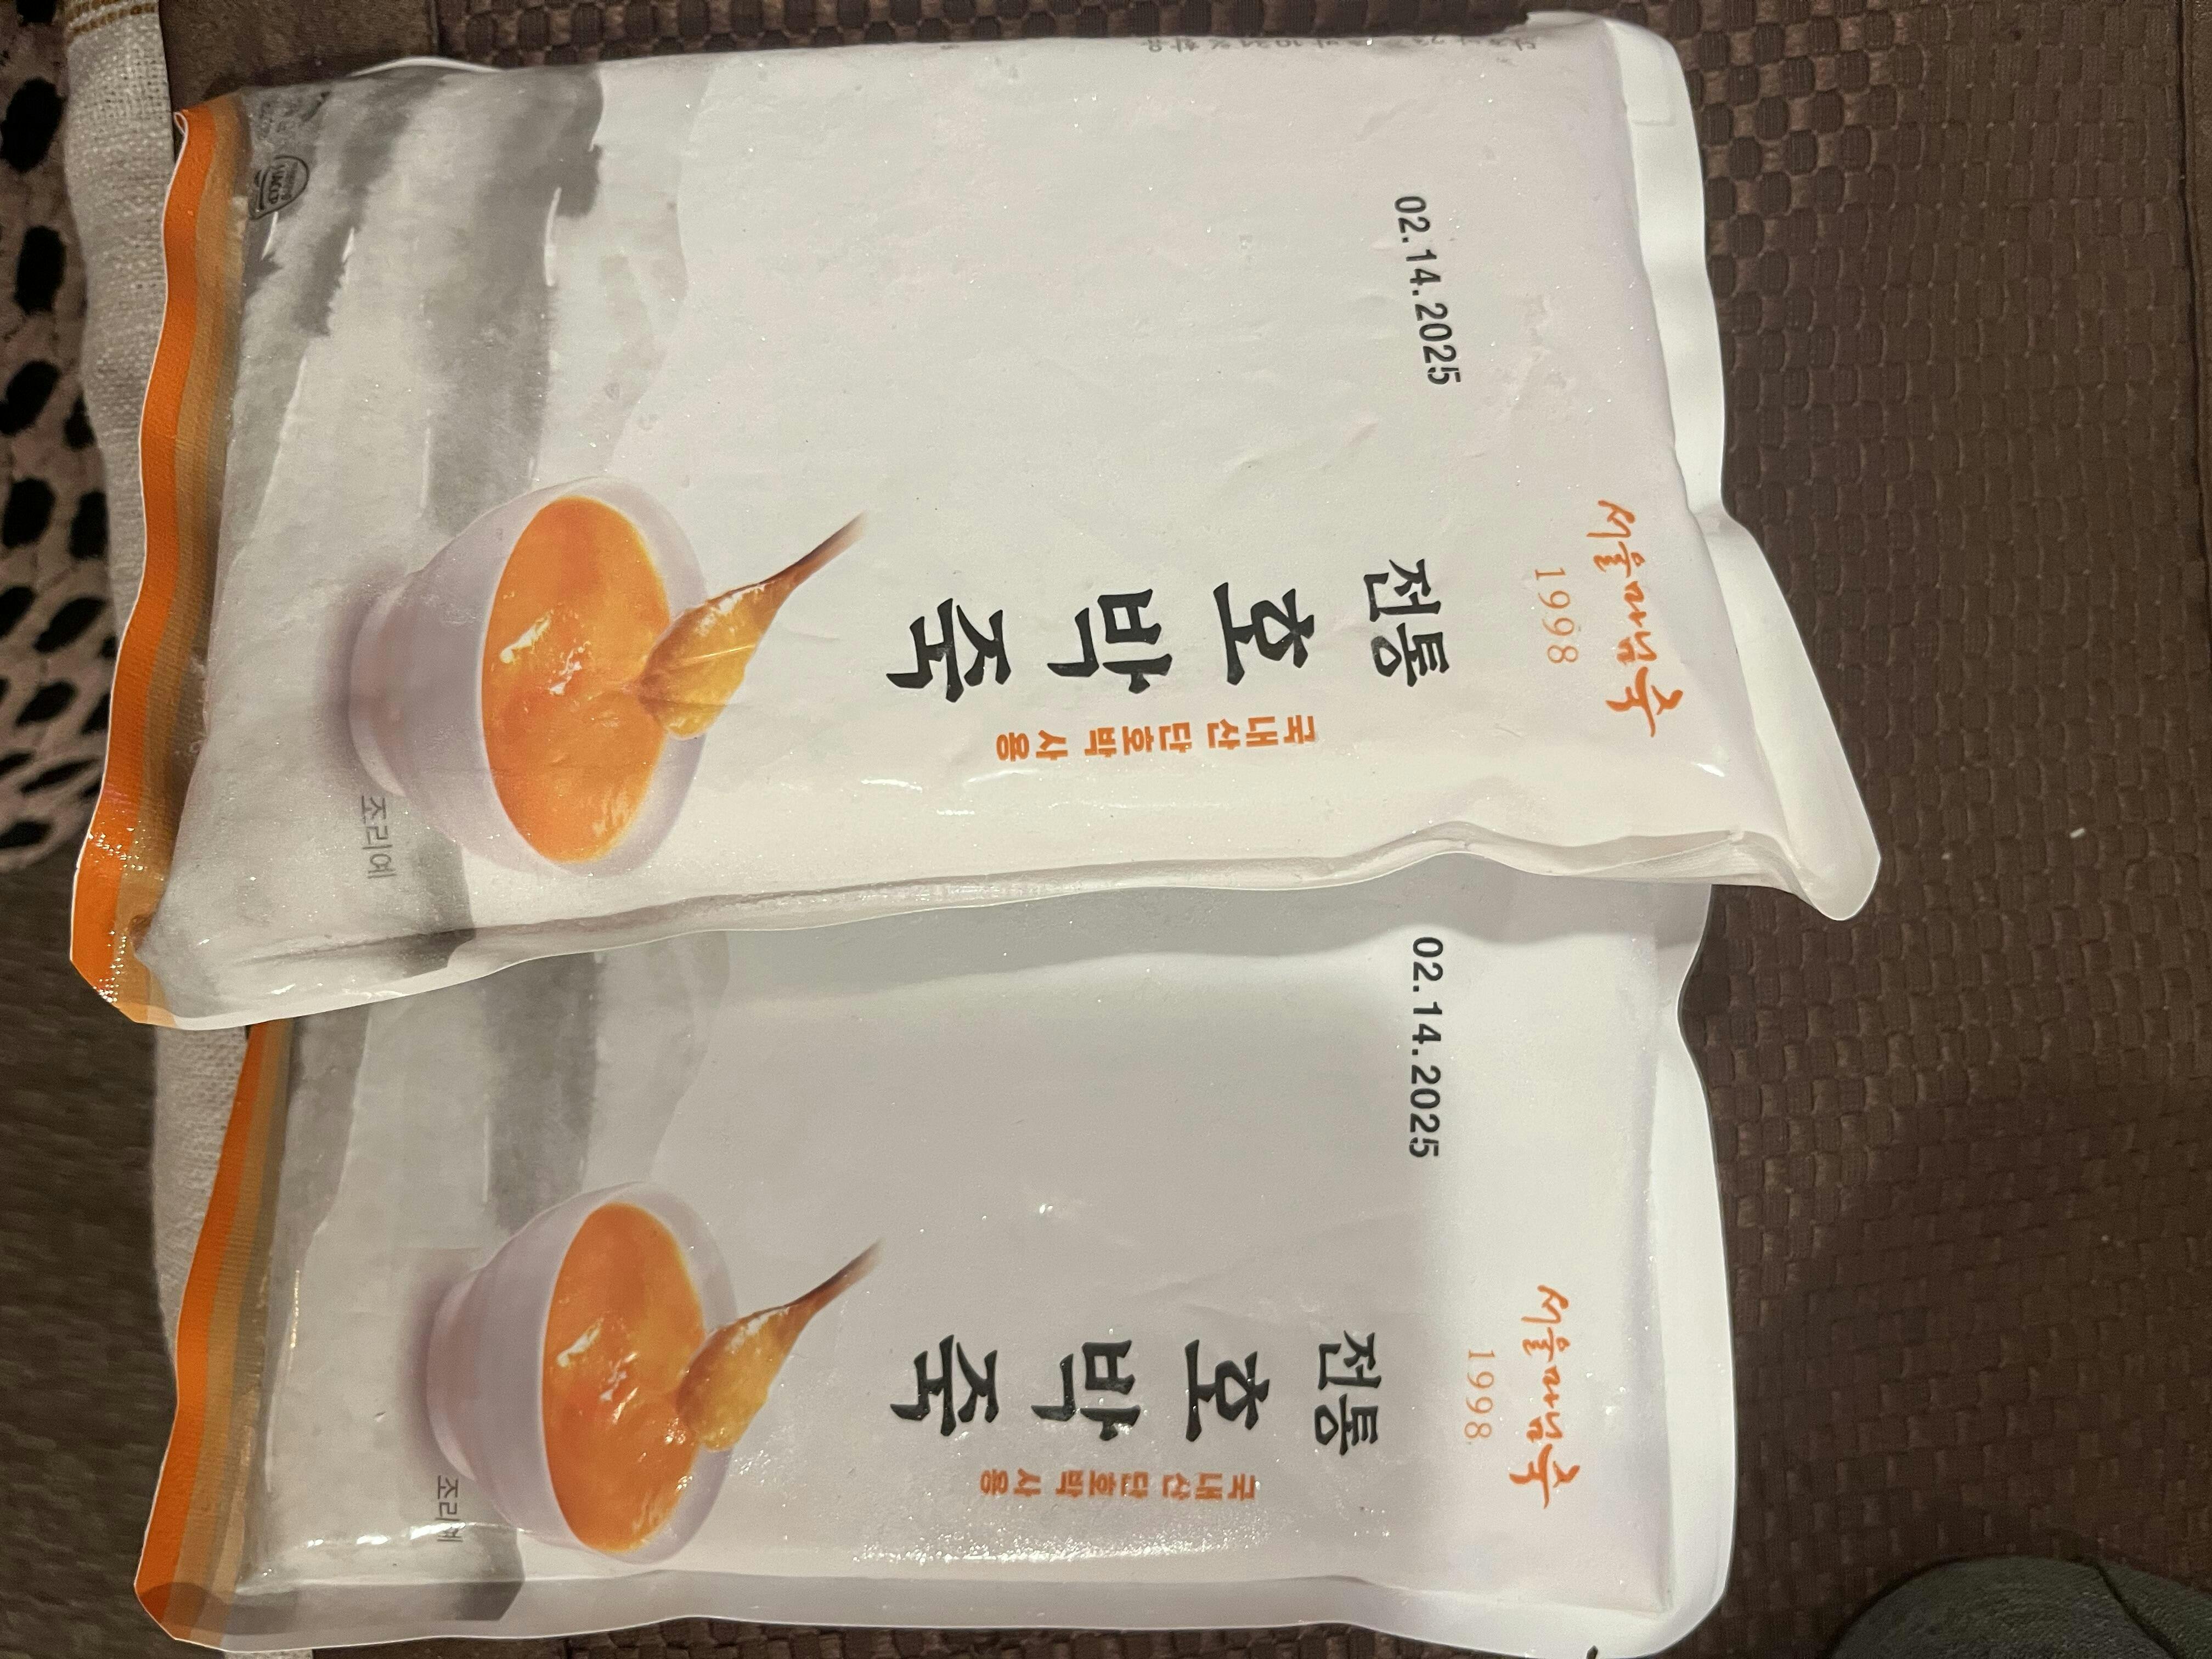 서울마님죽
1998
02.14.2025
전통
호박죽
국내산 단호박 사용
조리예
HACCP
서울마님죽
1998
02.14.2025
전통
호박죽
국내산 단호박 사용
조리예